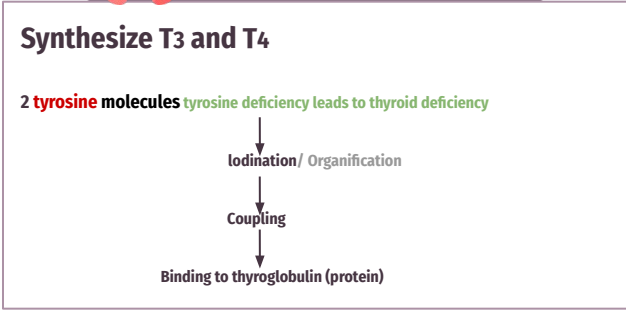 Synthesize T3 and T4
2 tyrosine molecules tyrosine deficiency leads to thyroid deficiency
Iodination/ Organification
Coupling
Binding to thyroglobulin (protein)